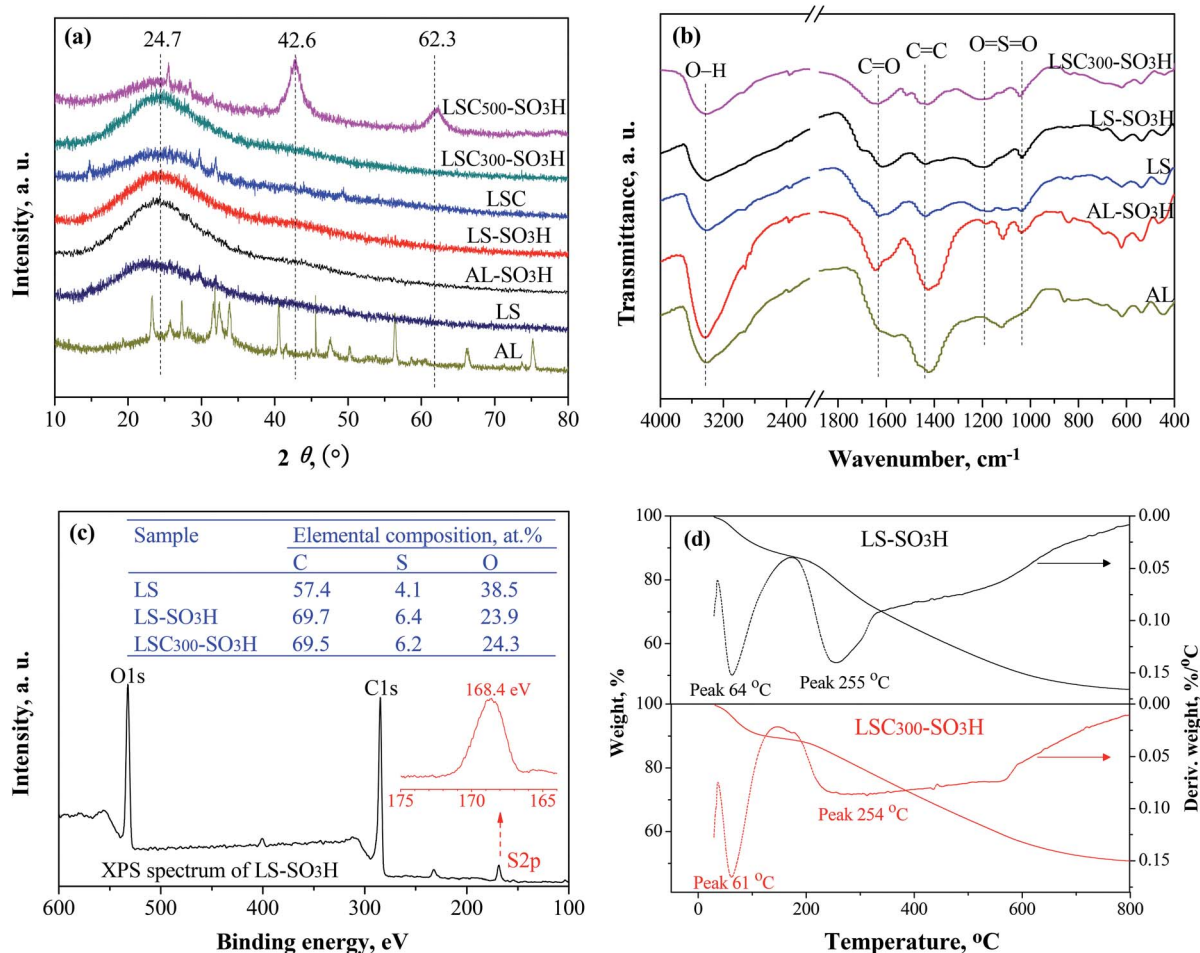 (a)
24.7 42.6 62.3
LSC500-SO3H
LSC300-SO3H
LSC
LS-SO3H
AL-SO3H
LS
AL
Intensity, a. u.
10 20 30 40 50 60 70 80
2 θ, (°)
(b)
O–H
C=O
C=C
O=S=O
LSC300-SO3H
LS-SO3H
LS
AL-SO3H
AL
Transmittance, a. u.
4000 3200 2400 1800 1600 1400 1200 1000 800 600 400
Wavenumber, cm-1
(c)
Sample Elemental composition, at.%
C S O
LS 57.4 4.1 38.5
LS-SO3H 69.7 6.4 23.9
LSC300-SO3H 69.5 6.2 24.3
O1s
C1s
168.4 eV
175 170 165
S2p
XPS spectrum of LS-SO3H
Intensity, a. u.
600 500 400 300 200 100
Binding energy, eV
(d)
LS-SO3H
Peak 64 °C
Peak 255 °C
LSC300-SO3H
Peak 61 °C
Peak 254 °C
100
80
60
100
80
60
Weight, %
0.00
0.05
0.10
0.15
0.00
0.05
0.10
0.15
Deriv. weight, %/°C
0 200 400 600 800
Temperature, °C